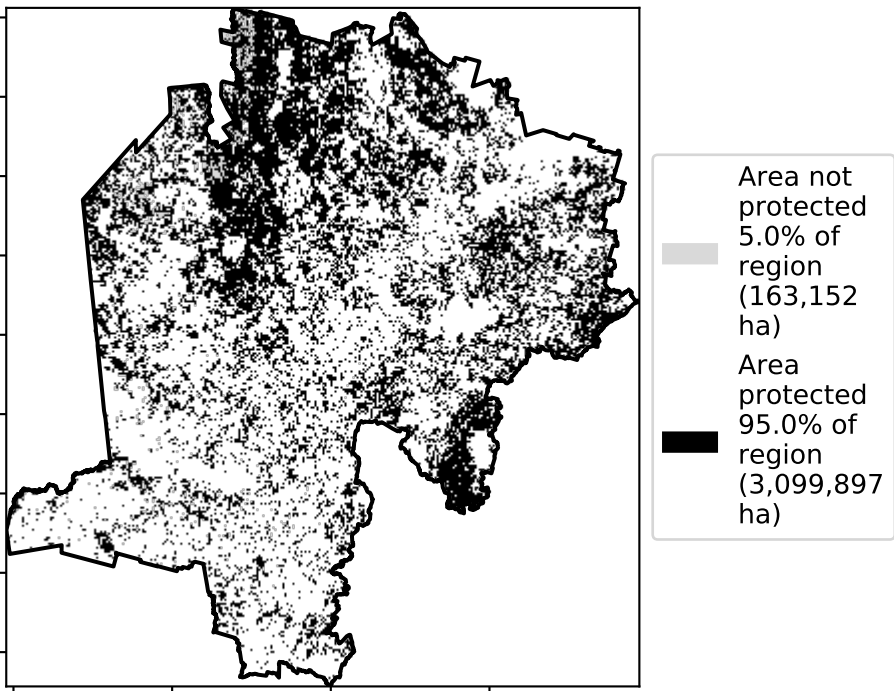 Area not
protected
5.0% of
region
(163,152
ha)
Area
protected
95.0% of
region
(3,099,897
ha)